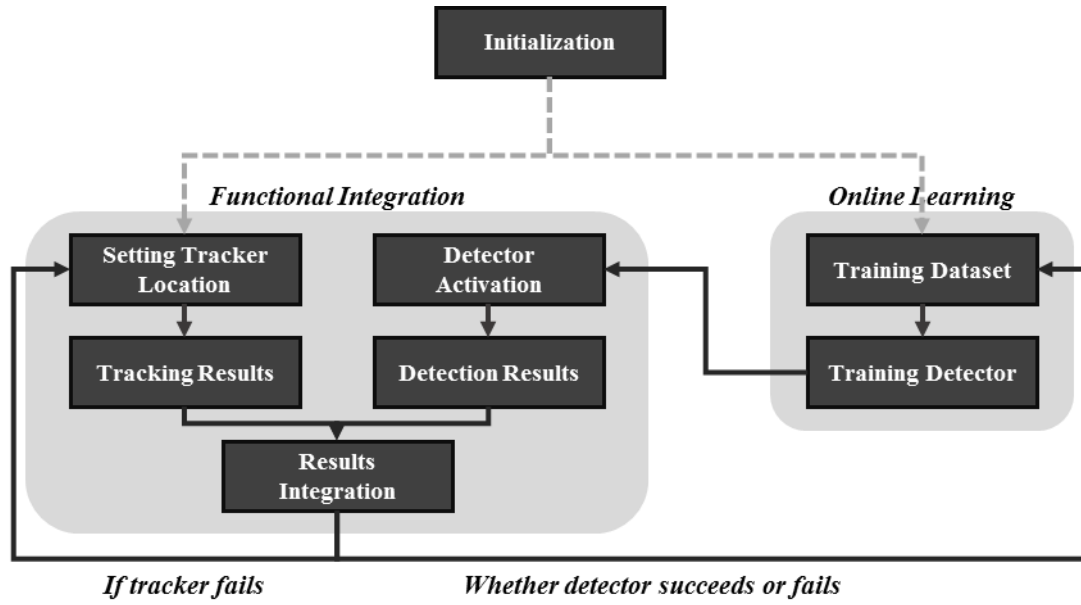 Initialization
Functional Integration
Online Learning
Setting Tracker
Location
Detector
Activation
Training Dataset
Tracking Results
Detection Results
Training Detector
Results
Integration
If tracker fails
Whether detector succeeds or fails